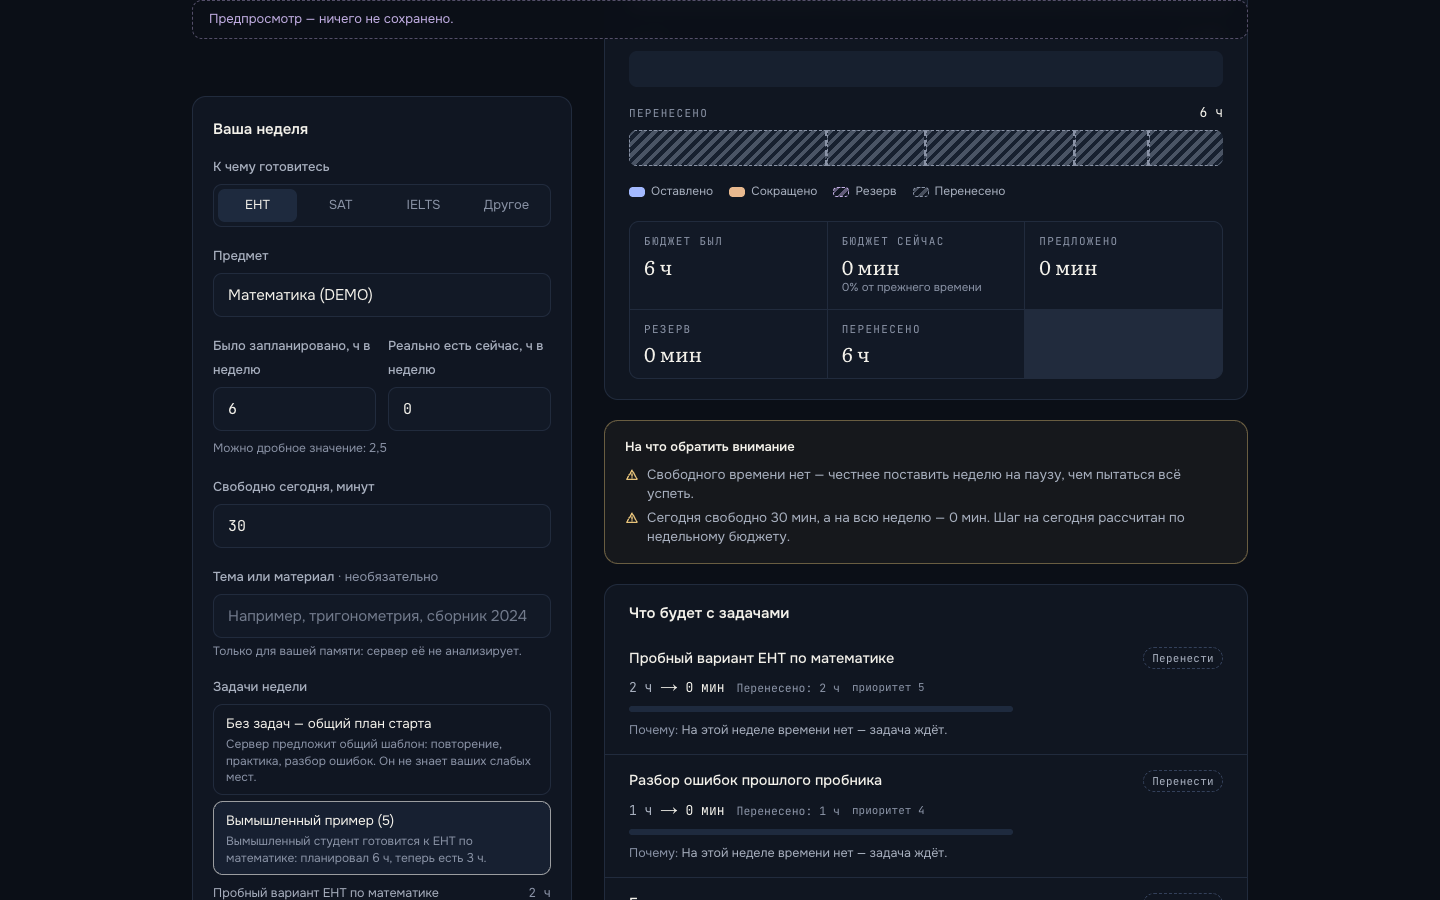 Предпросмотр — ничего не сохранено.
Ваша неделя
К чему готовитесь
ЕНТ
SAT
IELTS
Другое
Предмет
Математика (DEMO)
Было запланировано, ч в
неделю
Реально есть сейчас, ч в
неделю
6
0
Можно дробное значение: 2,5
Свободно сегодня, минут
30
Тема или материал · необязательно
Например, тригонометрия, сборник 2024
Только для вашей памяти: сервер её не анализирует.
Задачи недели
Без задач — общий план старта
Сервер предложит общий шаблон: повторение,
практика, разбор ошибок. Он не знает ваших слабых
мест.
Вымышленный пример (5)
Вымышленный студент готовится к ЕНТ по
математике: планировал 6 ч, теперь есть 3 ч.
Пробный вариант ЕНТ по математике
2 ч
ПЕРЕНЕСЕНО
6 ч
Оставлено
Сокращено
Резерв
Перенесено
БЮДЖЕТ БЫЛ
6 ч
БЮДЖЕТ СЕЙЧАС
0 мин
0% от прежнего времени
ПРЕДЛОЖЕНО
0 мин
РЕЗЕРВ
0 мин
ПЕРЕНЕСЕНО
6 ч
На что обратить внимание
Свободного времени нет — честнее поставить неделю на паузу, чем пытаться всё
успеть.
Сегодня свободно 30 мин, а на всю неделю — 0 мин. Шаг на сегодня рассчитан по
недельному бюджету.
Что будет с задачами
Пробный вариант ЕНТ по математике
Перенести
2 ч → 0 мин Перенесено: 2 ч приоритет 5
Почему: На этой неделе времени нет — задача ждёт.
Разбор ошибок прошлого пробника
Перенести
1 ч → 0 мин Перенесено: 1 ч приоритет 4
Почему: На этой неделе времени нет — задача ждёт.